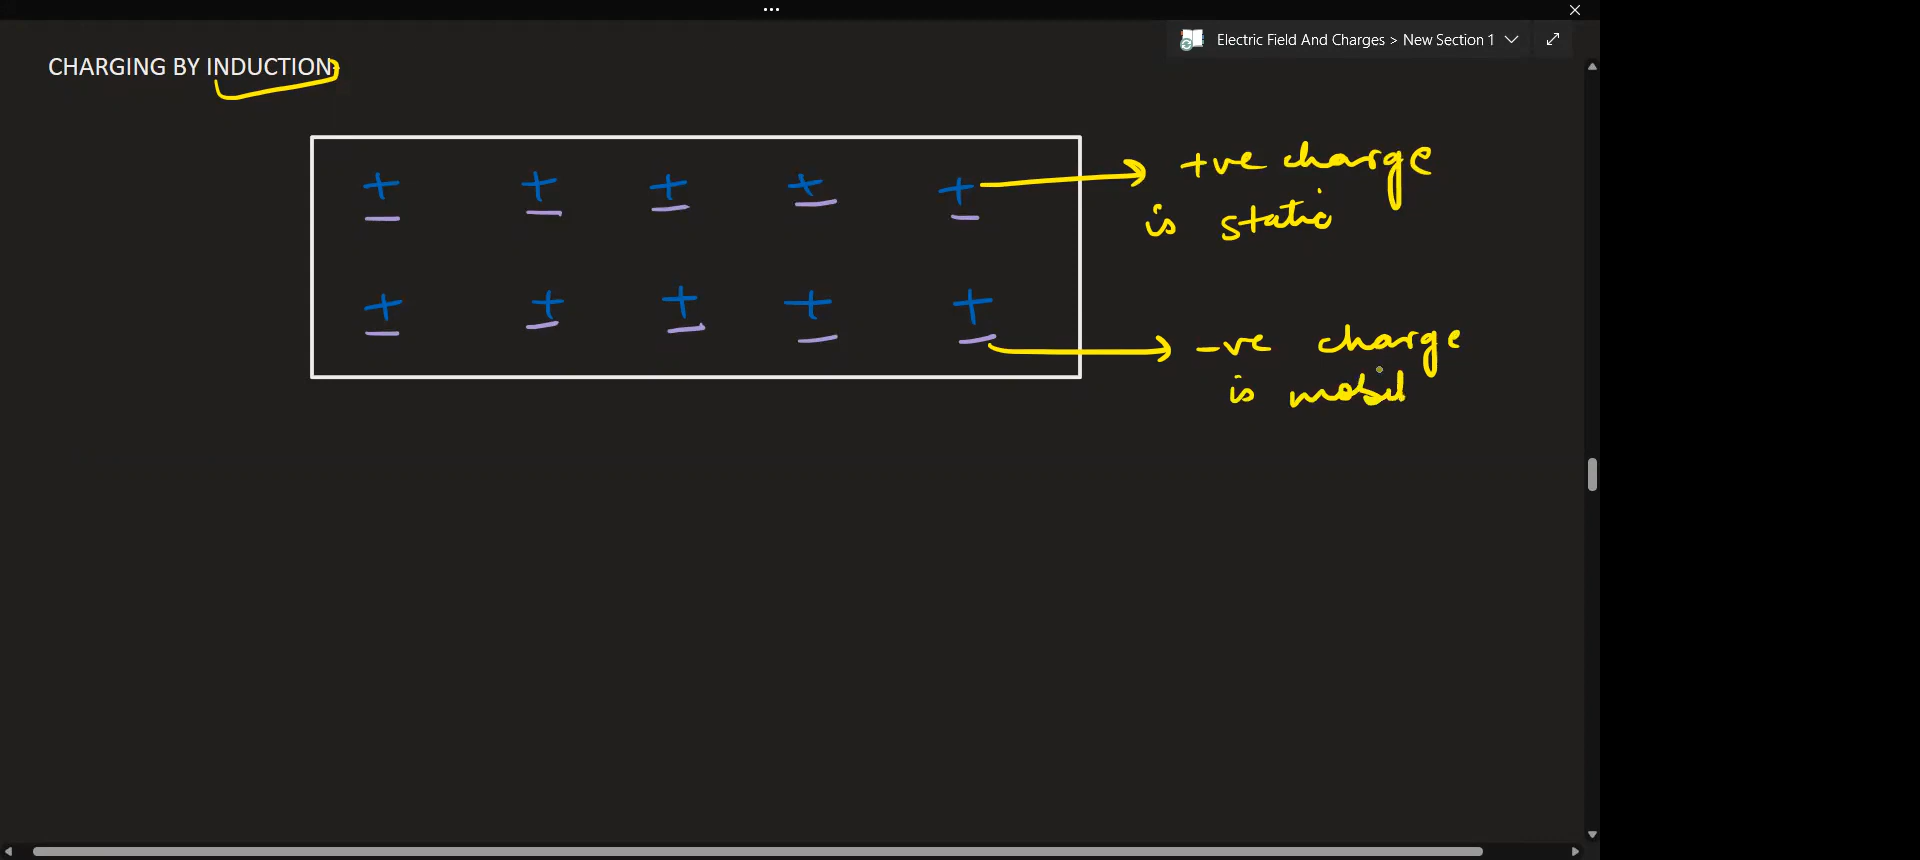 Electric Field And Charges > New Section 1
CHARGING BY INDUCTION
+ + + + +
- - - - -
+ + + + +
- - - - -
+ve charge
is static
-ve charge
is mobil